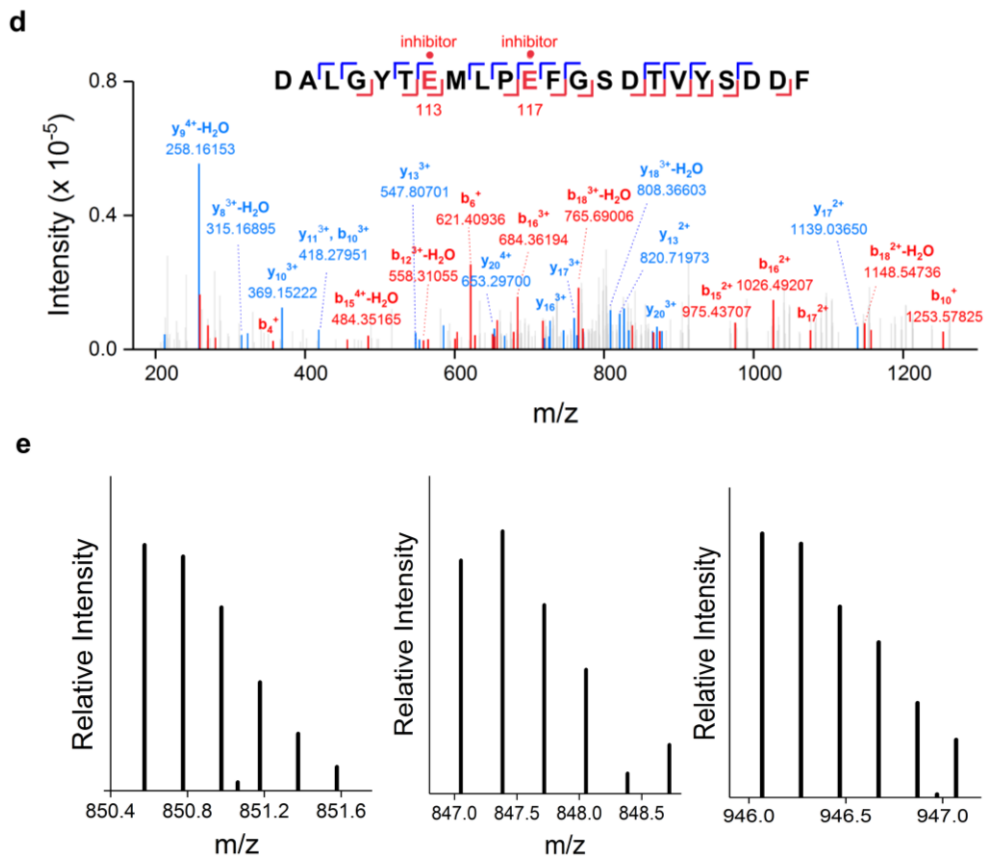 d
inhibitor inhibitor
DALGYTEMLPEFGSDTVYSDDF
113 117
Intensity (x 10⁻⁵)
0.8
0.4
0.0
y₉⁴⁺-H₂O
258.16153
y₈³⁺-H₂O
315.16895
b₄⁺
y₁₀³⁺
369.15222
y₁₁³⁺, b₁₀³⁺
418.27951
b₁₅⁴⁺-H₂O
484.35165
y₁₃³⁺
547.80701
b₁₂³⁺-H₂O
558.31055
b₆⁺
621.40936
y₂₀⁴⁺
653.29700
b₁₆³⁺
684.36194
y₁₆³⁺
y₁₇³⁺
b₁₈³⁺-H₂O
765.69006
y₁₈³⁺-H₂O
808.36603
y₁₃²⁺
820.71973
y₂₀³⁺
b₁₅²⁺
975.43707
b₁₆²⁺
1026.49207
b₁₇²⁺
y₁₇²⁺
1139.03650
b₁₈²⁺-H₂O
1148.54736
b₁₀⁺
1253.57825
200 400 600 800 1000 1200
m/z
e
Relative Intensity
850.4 850.8 851.2 851.6
m/z
Relative Intensity
847.0 847.5 848.0 848.5
m/z
Relative Intensity
946.0 946.5 947.0
m/z